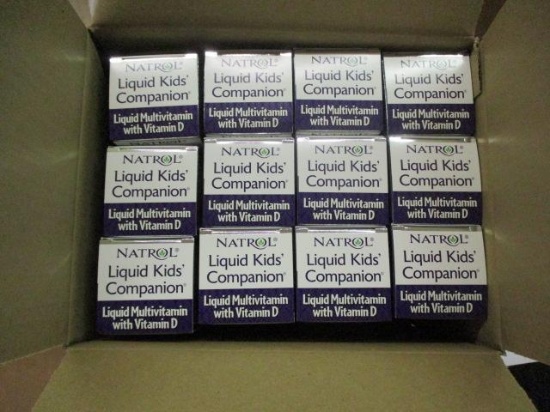 NATROL NATROL NATROL NATROL
Liquid Kids' Liquid Kids' Liquid Kids' Liquid Kids'
Companion® Companion® Companion® Companion®
Liquid Multivitamin Liquid Multivitamin Liquid Multivitamin Liquid Multivitamin
with Vitamin D with Vitamin D with Vitamin D with Vitamin D
NATROL NATROL NATROL NATROL
Liquid Kids' Liquid Kids' Liquid Kids' Liquid Kids'
Companion® Companion® Companion® Companion®
Liquid Multivitamin Liquid Multivitamin Liquid Multivitamin Liquid Multivitamin
with Vitamin D with Vitamin D with Vitamin D with Vitamin D
NATROL NATROL NATROL NATROL
Liquid Kids' Liquid Kids' Liquid Kids' Liquid Kids'
Companion® Companion® Companion® Companion®
Liquid Multivitamin Liquid Multivitamin Liquid Multivitamin Liquid Multivitamin
with Vitamin D with Vitamin D with Vitamin D with Vitamin D